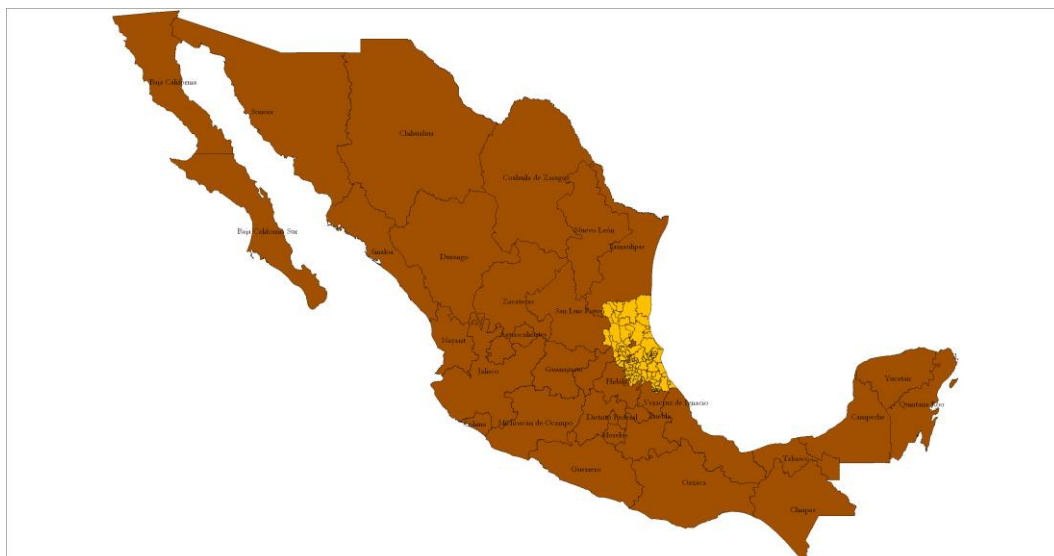 Baja California
Sonora
Chihuahua
Coahuila de Zaragoza
Nuevo León
Tamaulipas
Baja California Sur
Sinaloa
Durango
Zacatecas
San Luis Potosí
Aguascalientes
Nayarit
Jalisco
Guanajuato
Hidalgo
Yucatán
Quintana Roo
Campeche
Veracruz de Ignacio
Puebla
Distrito Federal
Michoacán de Ocampo
Colima
Morelos
Tabasco
Guerrero
Oaxaca
Chiapas